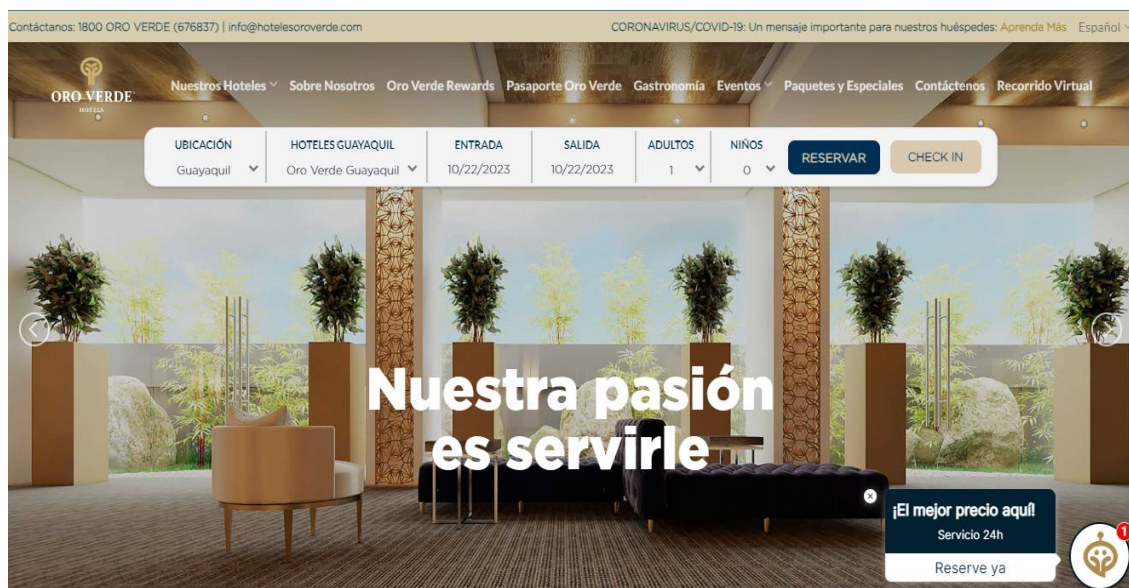 Contáctanos: 1800 ORO VERDE (676837) | info@hotelesoroverde.com
CORONAVIRUS/COVID-19: Un mensaje importante para nuestros huéspedes: Aprenda Más Español
ORO VERDE
HOTELS
Nuestros Hoteles Sobre Nosotros Oro Verde Rewards Pasaporte Oro Verde Gastronomía Eventos Paquetes y Especiales Contáctenos Recorrido Virtual
UBICACIÓN HOTELES GUAYAQUIL ENTRADA SALIDA ADULTOS NIÑOS
Guayaquil Oro Verde Guayaquil 10/22/2023 10/22/2023 1 0
RESERVAR CHECK IN
Nuestra pasión
es servirle
¡El mejor precio aquí!
Servicio 24h
Reserve ya
1